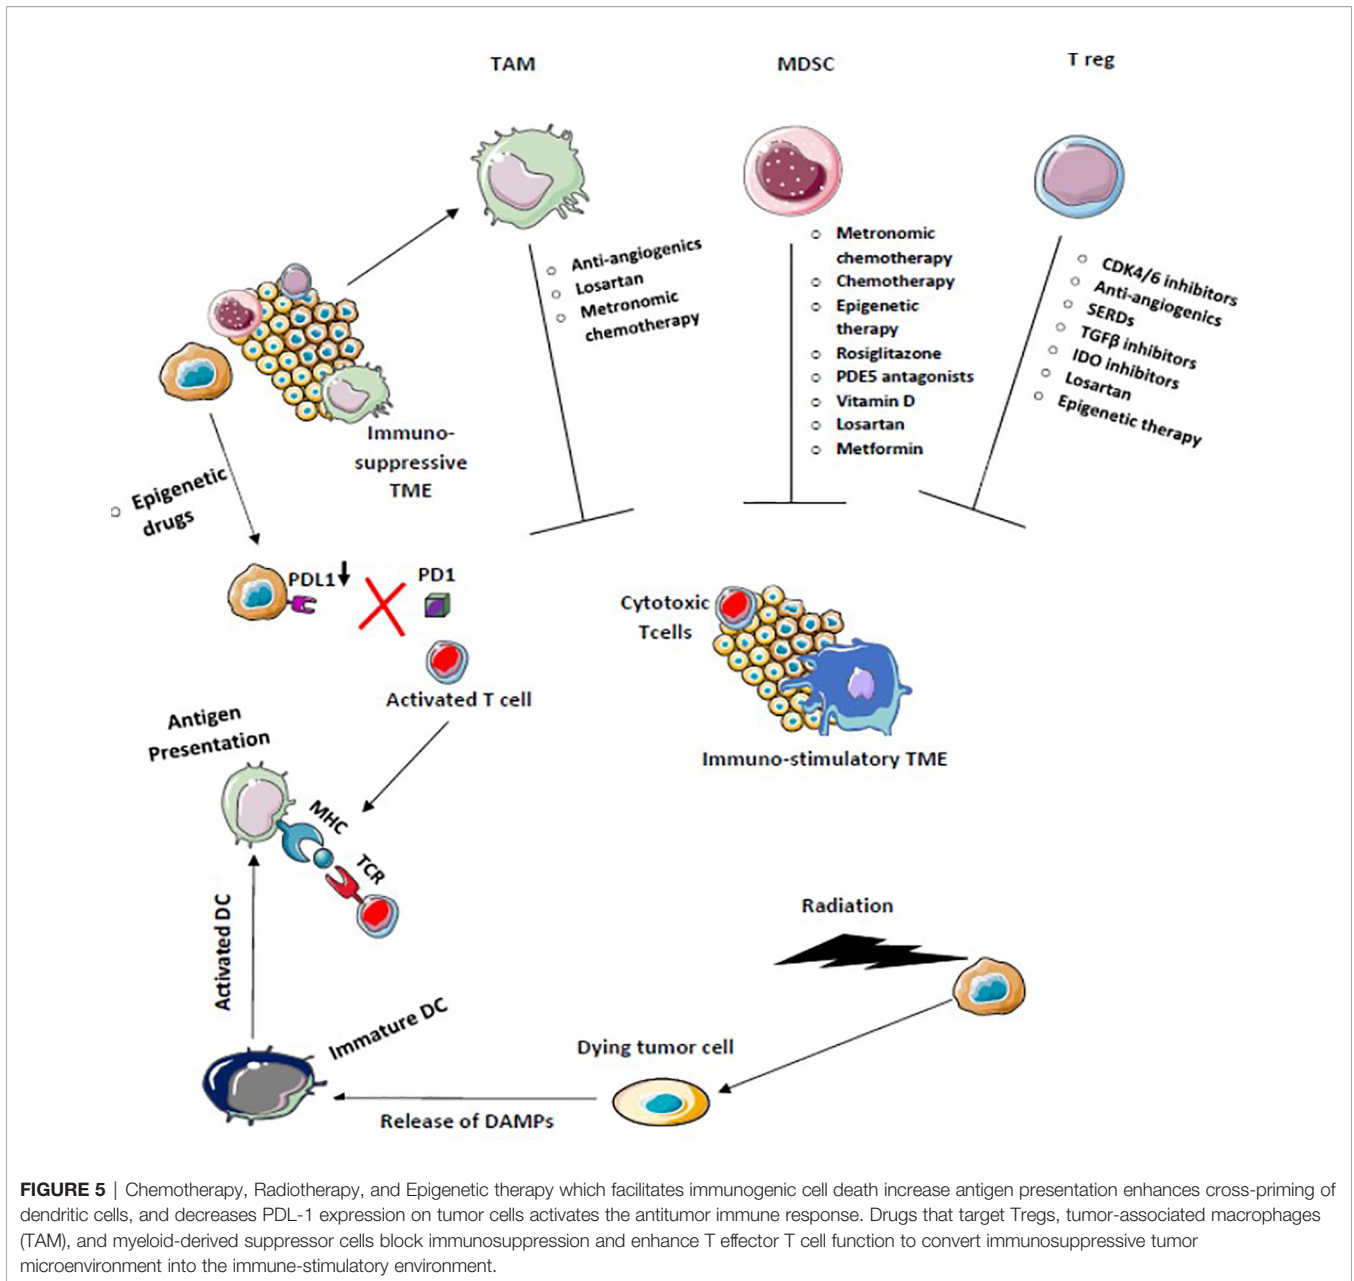 TAM
MDSC
T reg
○ Anti-angiogenics
○ Losartan
○ Metronomic
chemotherapy
○ Metronomic
chemotherapy
○ Chemotherapy
○ Epigenetic
therapy
○ Rosiglitazone
○ PDE5 antagonists
○ Vitamin D
○ Losartan
○ Metformin
○ CDK4/6 inhibitors
○ Anti-angiogenics
○ SERDs
○ TGFβ inhibitors
○ IDO inhibitors
○ Losartan
○ Epigenetic therapy
Immuno-
suppressive
TME
○ Epigenetic
drugs
PDL1
PD1
Activated T cell
Cytotoxic
Tcells
Immuno-stimulatory TME
Antigen
Presentation
MHC
TCR
Activated DC
Immature DC
Radiation
Dying tumor cell
Release of DAMPs
FIGURE 5 | Chemotherapy, Radiotherapy, and Epigenetic therapy which facilitates immunogenic cell death increase antigen presentation enhances cross-priming of
dendritic cells, and decreases PDL-1 expression on tumor cells activates the antitumor immune response. Drugs that target Tregs, tumor-associated macrophages
(TAM), and myeloid-derived suppressor cells block immunosuppression and enhance T effector T cell function to convert immunosuppressive tumor
microenvironment into the immune-stimulatory environment.